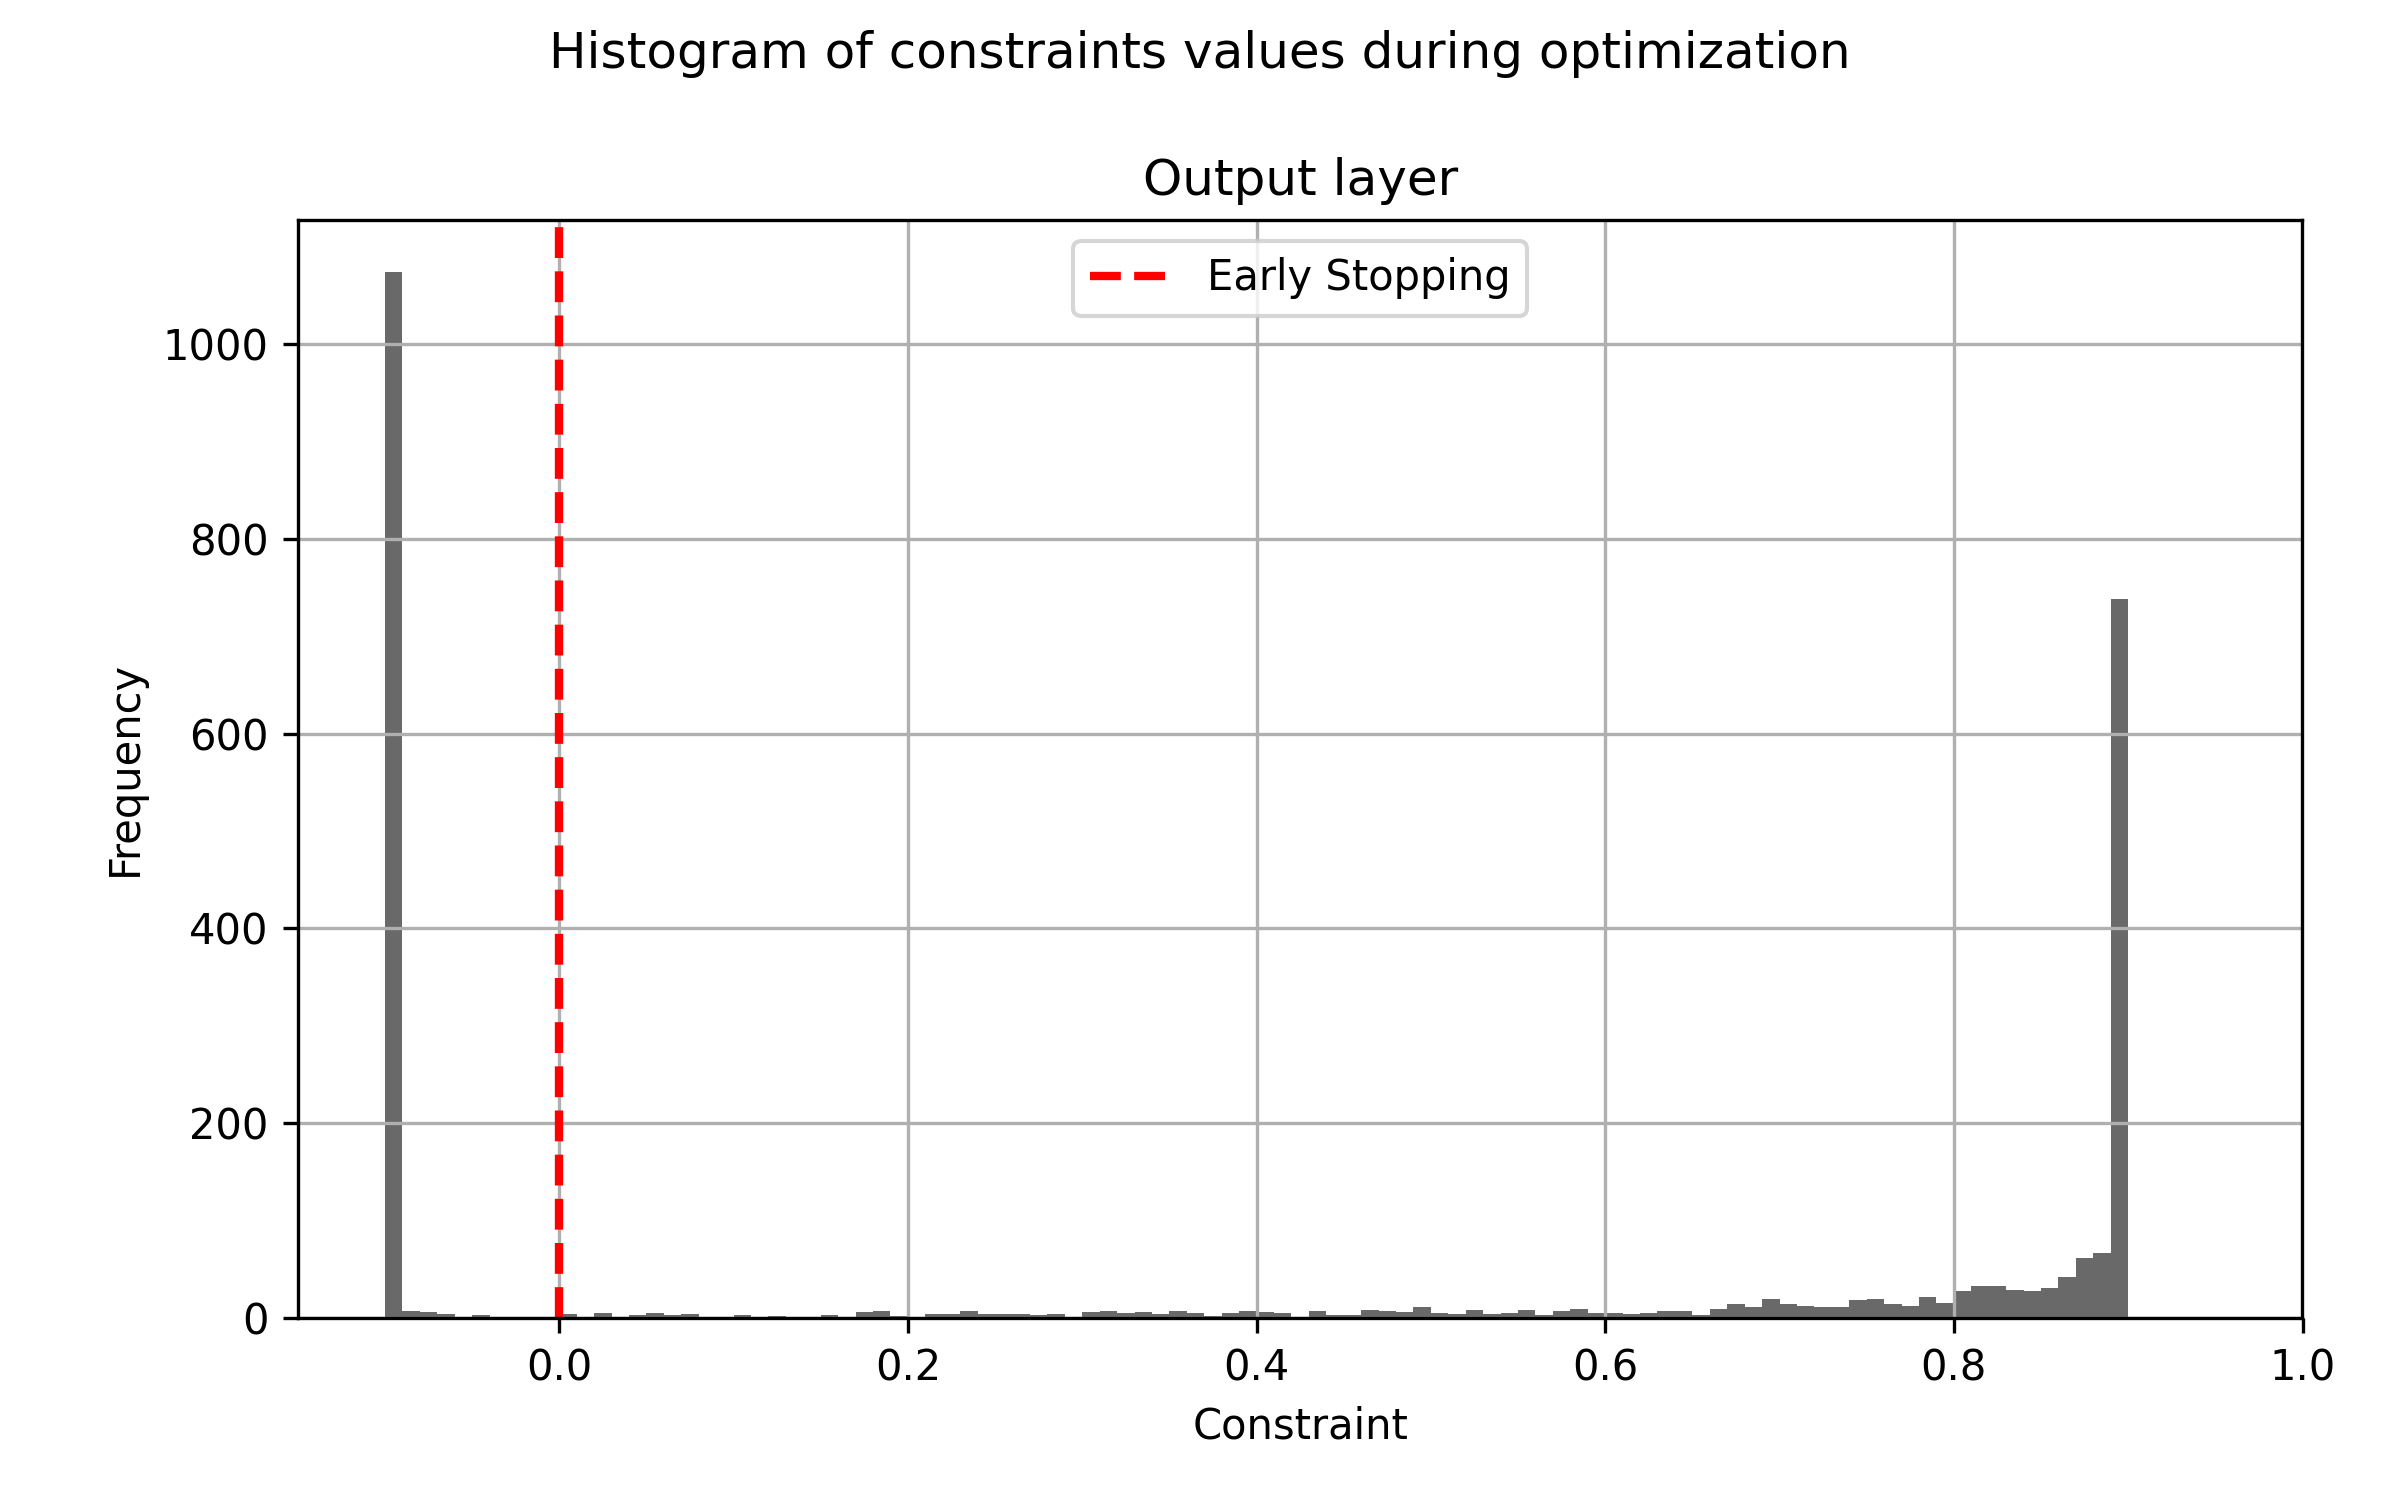 Histogram of constraints values during optimization
Output layer
Early Stopping
Frequency
1000
800
600
400
200
0
0.0 0.2 0.4 0.6 0.8 1.0
Constraint